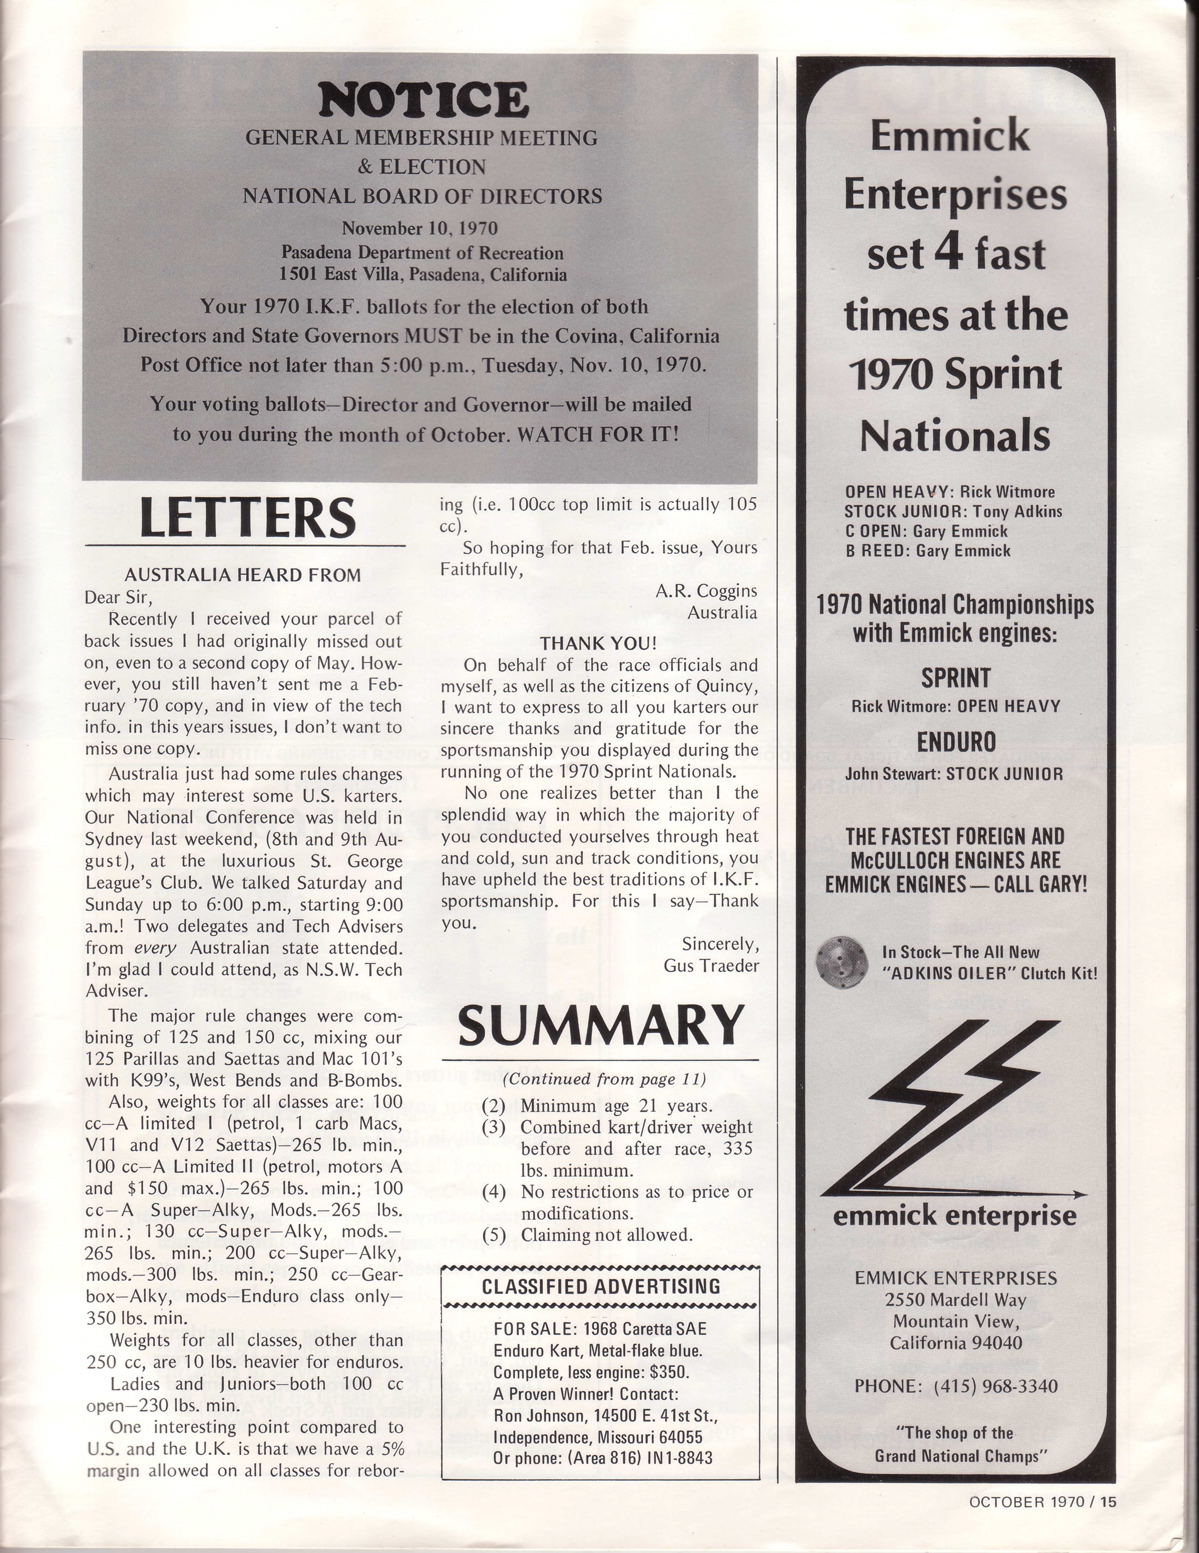 NOTICE
GENERAL MEMBERSHIP MEETING
& ELECTION
NATIONAL BOARD OF DIRECTORS
November 10, 1970
Pasadena Department of Recreation
1501 East Villa, Pasadena, California
Your 1970 I.K.F. ballots for the election of both
Directors and State Governors MUST be in the Covina, California
Post Office not later than 5:00 p.m., Tuesday, Nov. 10, 1970.
Your voting ballots—Director and Governor—will be mailed
to you during the month of October. WATCH FOR IT!
LETTERS
AUSTRALIA HEARD FROM
Dear Sir,
Recently I received your parcel of
back issues I had originally missed out
on, even to a second copy of May. How-
ever, you still haven't sent me a Feb-
ruary '70 copy, and in view of the tech
info. in this years issues, I don't want to
miss one copy.
Australia just had some rules changes
which may interest some U.S. karters.
Our National Conference was held in
Sydney last weekend, (8th and 9th Au-
gust), at the luxurious St. George
League's Club. We talked Saturday and
Sunday up to 6:00 p.m., starting 9:00
a.m.! Two delegates and Tech Advisers
from every Australian state attended.
I'm glad I could attend, as N.S.W. Tech
Adviser.
The major rule changes were com-
bining of 125 and 150 cc, mixing our
125 Parillas and Saettas and Mac 101's
with K99's, West Bends and B-Bombs.
Also, weights for all classes are: 100
cc—A limited I (petrol, 1 carb Macs,
V11 and V12 Saettas)—265 lb. min.,
100 cc—A Limited II (petrol, motors A
and $150 max.)—265 lbs. min.; 100
cc—A Super—Alky, Mods.—265 lbs.
min.; 130 cc—Super—Alky, mods.—
265 lbs. min.; 200 cc—Super—Alky,
mods.—300 lbs. min.; 250 cc—Gear-
box—Alky, mods—Enduro class only—
350 lbs. min.
Weights for all classes, other than
250 cc, are 10 lbs. heavier for enduros.
Ladies and Juniors—both 100 cc
open—230 lbs. min.
One interesting point compared to
U.S. and the U.K. is that we have a 5%
margin allowed on all classes for rebor-
ing (i.e. 100cc top limit is actually 105
cc).
So hoping for that Feb. issue, Yours
Faithfully,
A.R. Coggins
Australia
THANK YOU!
On behalf of the race officials and
myself, as well as the citizens of Quincy,
I want to express to all you karters our
sincere thanks and gratitude for the
sportsmanship you displayed during the
running of the 1970 Sprint Nationals.
No one realizes better than I the
splendid way in which the majority of
you conducted yourselves through heat
and cold, sun and track conditions, you
have upheld the best traditions of I.K.F.
sportsmanship. For this I say—Thank
you.
Sincerely,
Gus Traeder
SUMMARY
(Continued from page 11)
(2) Minimum age 21 years.
(3) Combined kart/driver weight
before and after race, 335
lbs. minimum.
(4) No restrictions as to price or
modifications.
(5) Claiming not allowed.
CLASSIFIED ADVERTISING
FOR SALE: 1968 Caretta SAE
Enduro Kart, Metal-flake blue.
Complete, less engine: $350.
A Proven Winner! Contact:
Ron Johnson, 14500 E. 41st St.,
Independence, Missouri 64055
Or phone: (Area 816) IN1-8843
Emmick
Enterprises
set 4 fast
times at the
1970 Sprint
Nationals
OPEN HEAVY: Rick Witmore
STOCK JUNIOR: Tony Adkins
C OPEN: Gary Emmick
B REED: Gary Emmick
1970 National Championships
with Emmick engines:
SPRINT
Rick Witmore: OPEN HEAVY
ENDURO
John Stewart: STOCK JUNIOR
THE FASTEST FOREIGN AND
McCULLOCH ENGINES ARE
EMMICK ENGINES — CALL GARY!
In Stock—The All New
"ADKINS OILER" Clutch Kit!
emmick enterprise
EMMICK ENTERPRISES
2550 Mardell Way
Mountain View,
California 94040
PHONE: (415) 968-3340
"The shop of the
Grand National Champs"
OCTOBER 1970 / 15